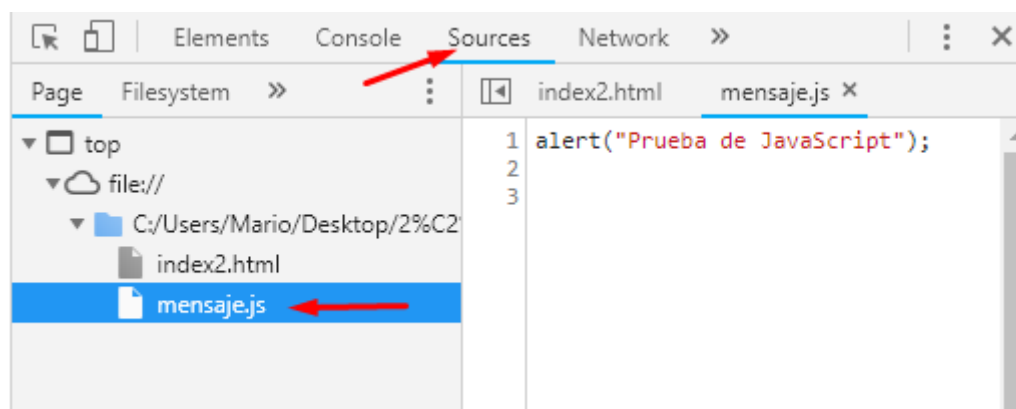 Elements Console Sources Network »
Page Filesystem »
index2.html mensaje.js ×
top
file://
C:/Users/Mario/Desktop/2%C2
index2.html
mensaje.js
1 alert("Prueba de JavaScript");
2
3